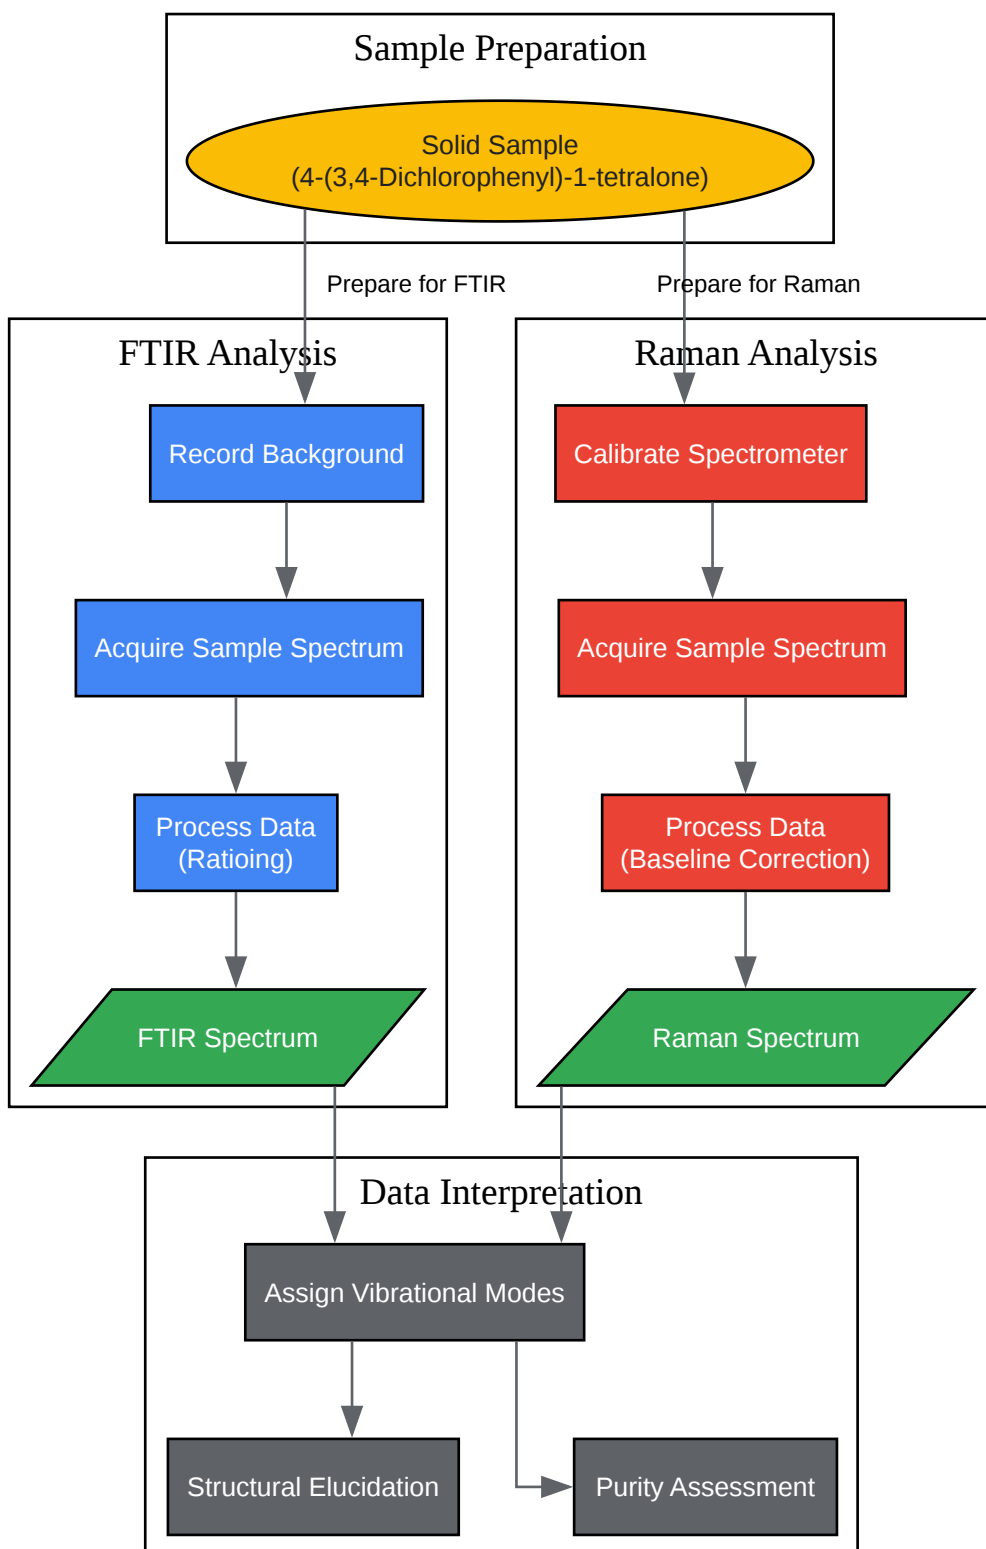 Sample Preparation
Solid Sample
(4-(3,4-Dichlorophenyl)-1-tetralone)
Prepare for FTIR
Prepare for Raman
FTIR Analysis
Record Background
Acquire Sample Spectrum
Process Data
(Ratioing)
FTIR Spectrum
Raman Analysis
Calibrate Spectrometer
Acquire Sample Spectrum
Process Data
(Baseline Correction)
Raman Spectrum
Data Interpretation
Assign Vibrational Modes
Structural Elucidation
Purity Assessment